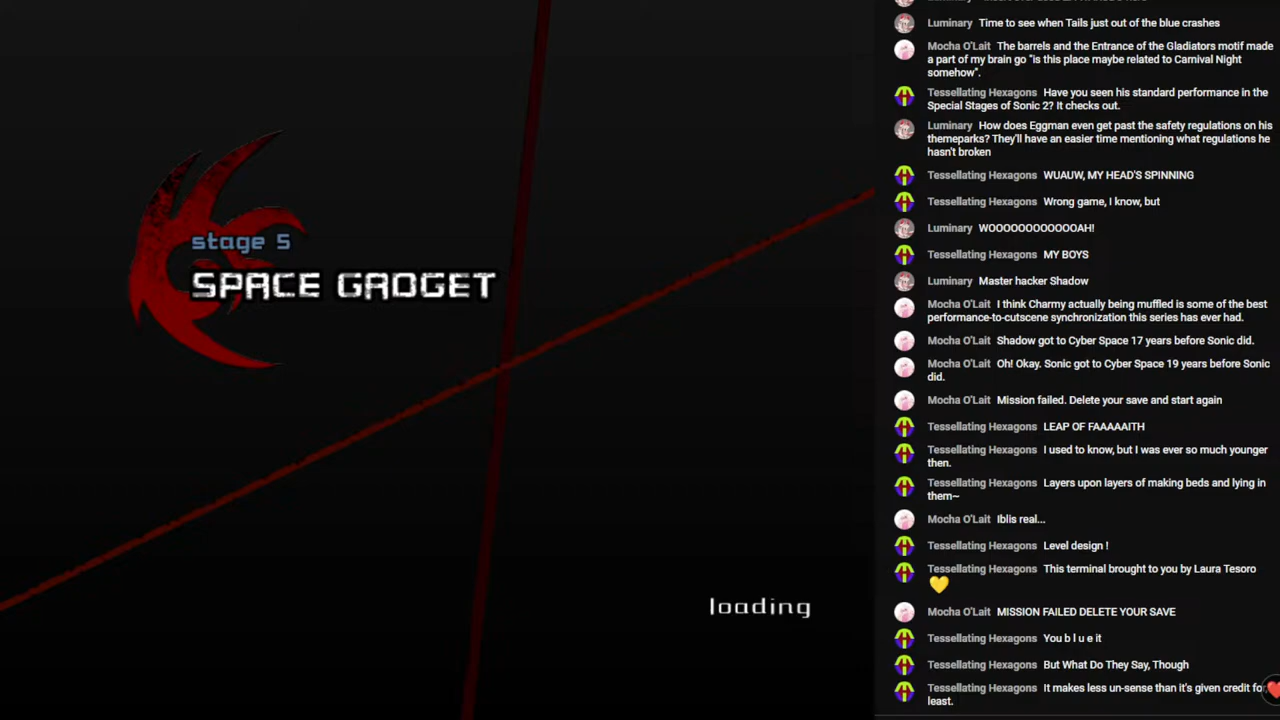 stage 5
SPACE GADGET
loading
Luminary Time to see when Tails just out of the blue crashes
Mocha O'Lait The barrels and the Entrance of the Gladiators motif made
a part of my brain go "is this place maybe related to Carnival Night
somehow".
Tessellating Hexagons Have you seen his standard performance in the
Special Stages of Sonic 2? It checks out.
Luminary How does Eggman even get past the safety regulations on his
themeparks? They'll have an easier time mentioning what regulations he
hasn't broken
Tessellating Hexagons WUAUW, MY HEAD'S SPINNING
Tessellating Hexagons Wrong game, I know, but
Luminary WOOOOOOOOOOOAH!
Tessellating Hexagons MY BOYS
Luminary Master hacker Shadow
Mocha O'Lait I think Charmy actually being muffled is some of the best
performance-to-cutscene synchronization this series has ever had.
Mocha O'Lait Shadow got to Cyber Space 17 years before Sonic did.
Mocha O'Lait Oh! Okay. Sonic got to Cyber Space 19 years before Sonic
did.
Mocha O'Lait Mission failed. Delete your save and start again
Tessellating Hexagons LEAP OF FAAAAAITH
Tessellating Hexagons I used to know, but I was ever so much younger
then.
Tessellating Hexagons Layers upon layers of making beds and lying in
them~
Mocha O'Lait Iblis real...
Tessellating Hexagons Level design !
Tessellating Hexagons This terminal brought to you by Laura Tesoro
💛
Mocha O'Lait MISSION FAILED DELETE YOUR SAVE
Tessellating Hexagons You b l u e it
Tessellating Hexagons But What Do They Say, Though
Tessellating Hexagons It makes less un-sense than it's given credit for
least.